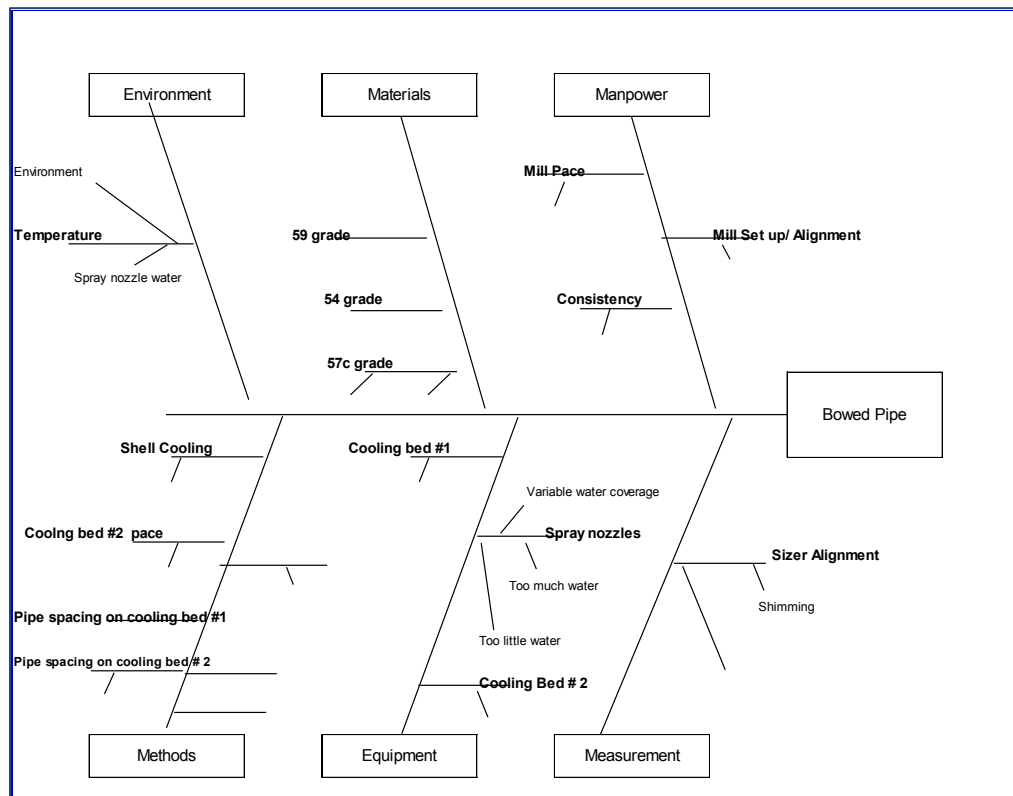 Environment
Materials
Manpower
Environment
Mill Pace
Temperature
59 grade
Mill Set up/ Alignment
Spray nozzle water
54 grade
Consistency
57c grade
Bowed Pipe
Shell Cooling
Cooling bed #1
Variable water coverage
Coolng bed #2 pace
Spray nozzles
Sizer Alignment
Too much water
Shimming
Pipe spacing on cooling bed #1
Too little water
Pipe spacing on cooling bed # 2
Cooling Bed # 2
Methods
Equipment
Measurement